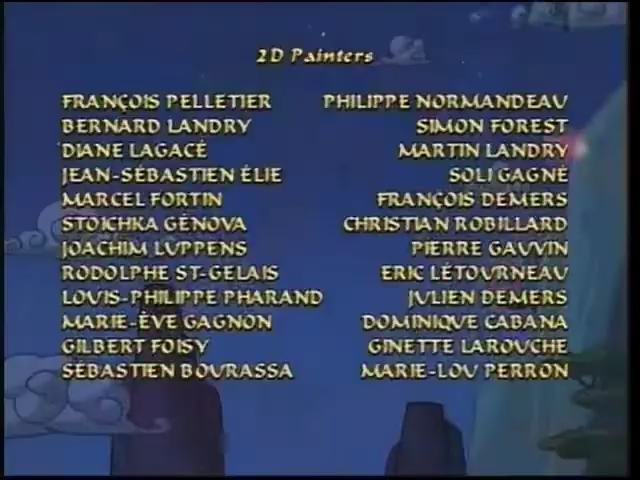 2D Painters
FRANÇOIS PELLETIER PHILIPPE NORMANDEAU
BERNARD LANDRY SIMON FOREST
DIANE LAGACÉ MARTIN LANDRY
JEAN-SÉBASTIEN ÉLIE SOLI GAGNÉ
MARCEL FORTIN FRANÇOIS DEMERS
STOICHKA GÉNOVA CHRISTIAN ROBILLARD
JOACHIM LUPPENS PIERRE GAUVIN
RODOLPHE ST-GELAIS ERIC LÉTOURNEAU
LOUIS-PHILIPPE PHARAND JULIEN DEMERS
MARIE-ÈVE GAGNON DOMINIQUE CABANA
GILBERT FOISY GINETTE LAROUCHE
SÉBASTIEN BOURASSA MARIE-LOU PERRON